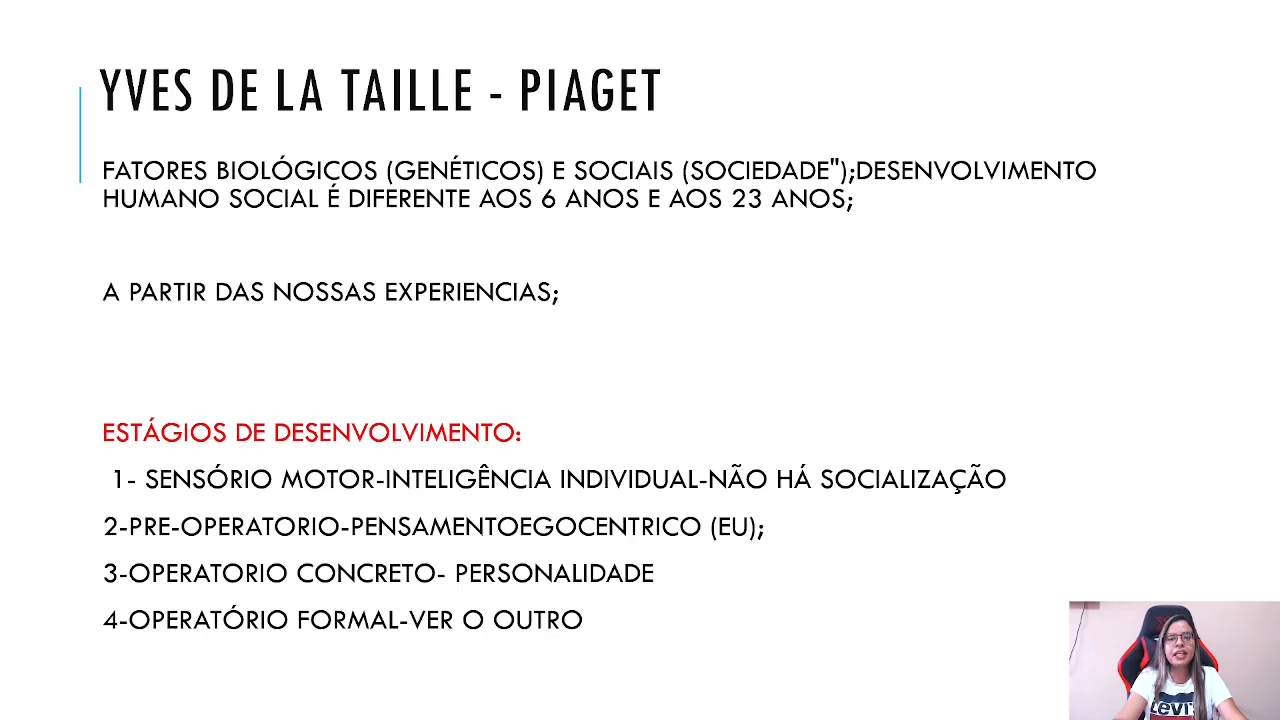 YVES DE LA TAILLE - PIAGET
FATORES BIOLÓGICOS (GENÉTICOS) E SOCIAIS (SOCIEDADE");DESENVOLVIMENTO
HUMANO SOCIAL É DIFERENTE AOS 6 ANOS E AOS 23 ANOS;
A PARTIR DAS NOSSAS EXPERIENCIAS;
ESTÁGIOS DE DESENVOLVIMENTO:
1- SENSÓRIO MOTOR-INTELIGÊNCIA INDIVIDUAL-NÃO HÁ SOCIALIZAÇÃO
2-PRE-OPERATORIO-PENSAMENTOEGOCENTRICO (EU);
3-OPERATORIO CONCRETO- PERSONALIDADE
4-OPERATÓRIO FORMAL-VER O OUTRO
LEVI'S